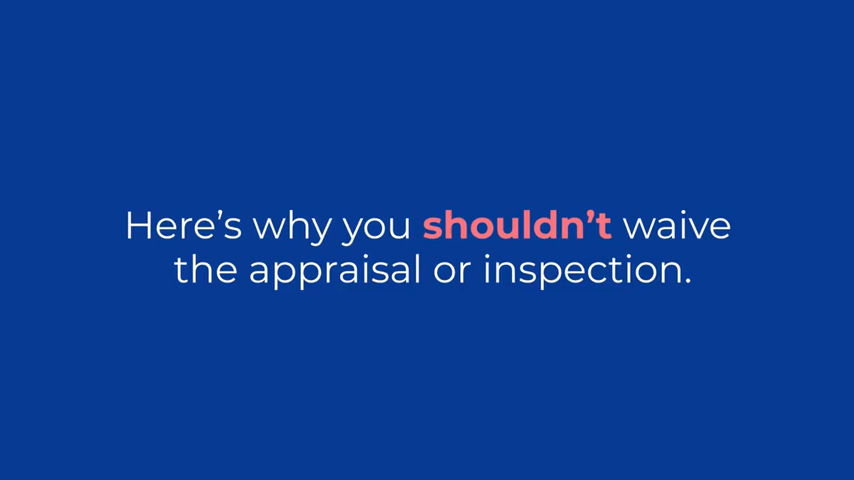 Here’s why you shouldn’t waive
the appraisal or inspection.